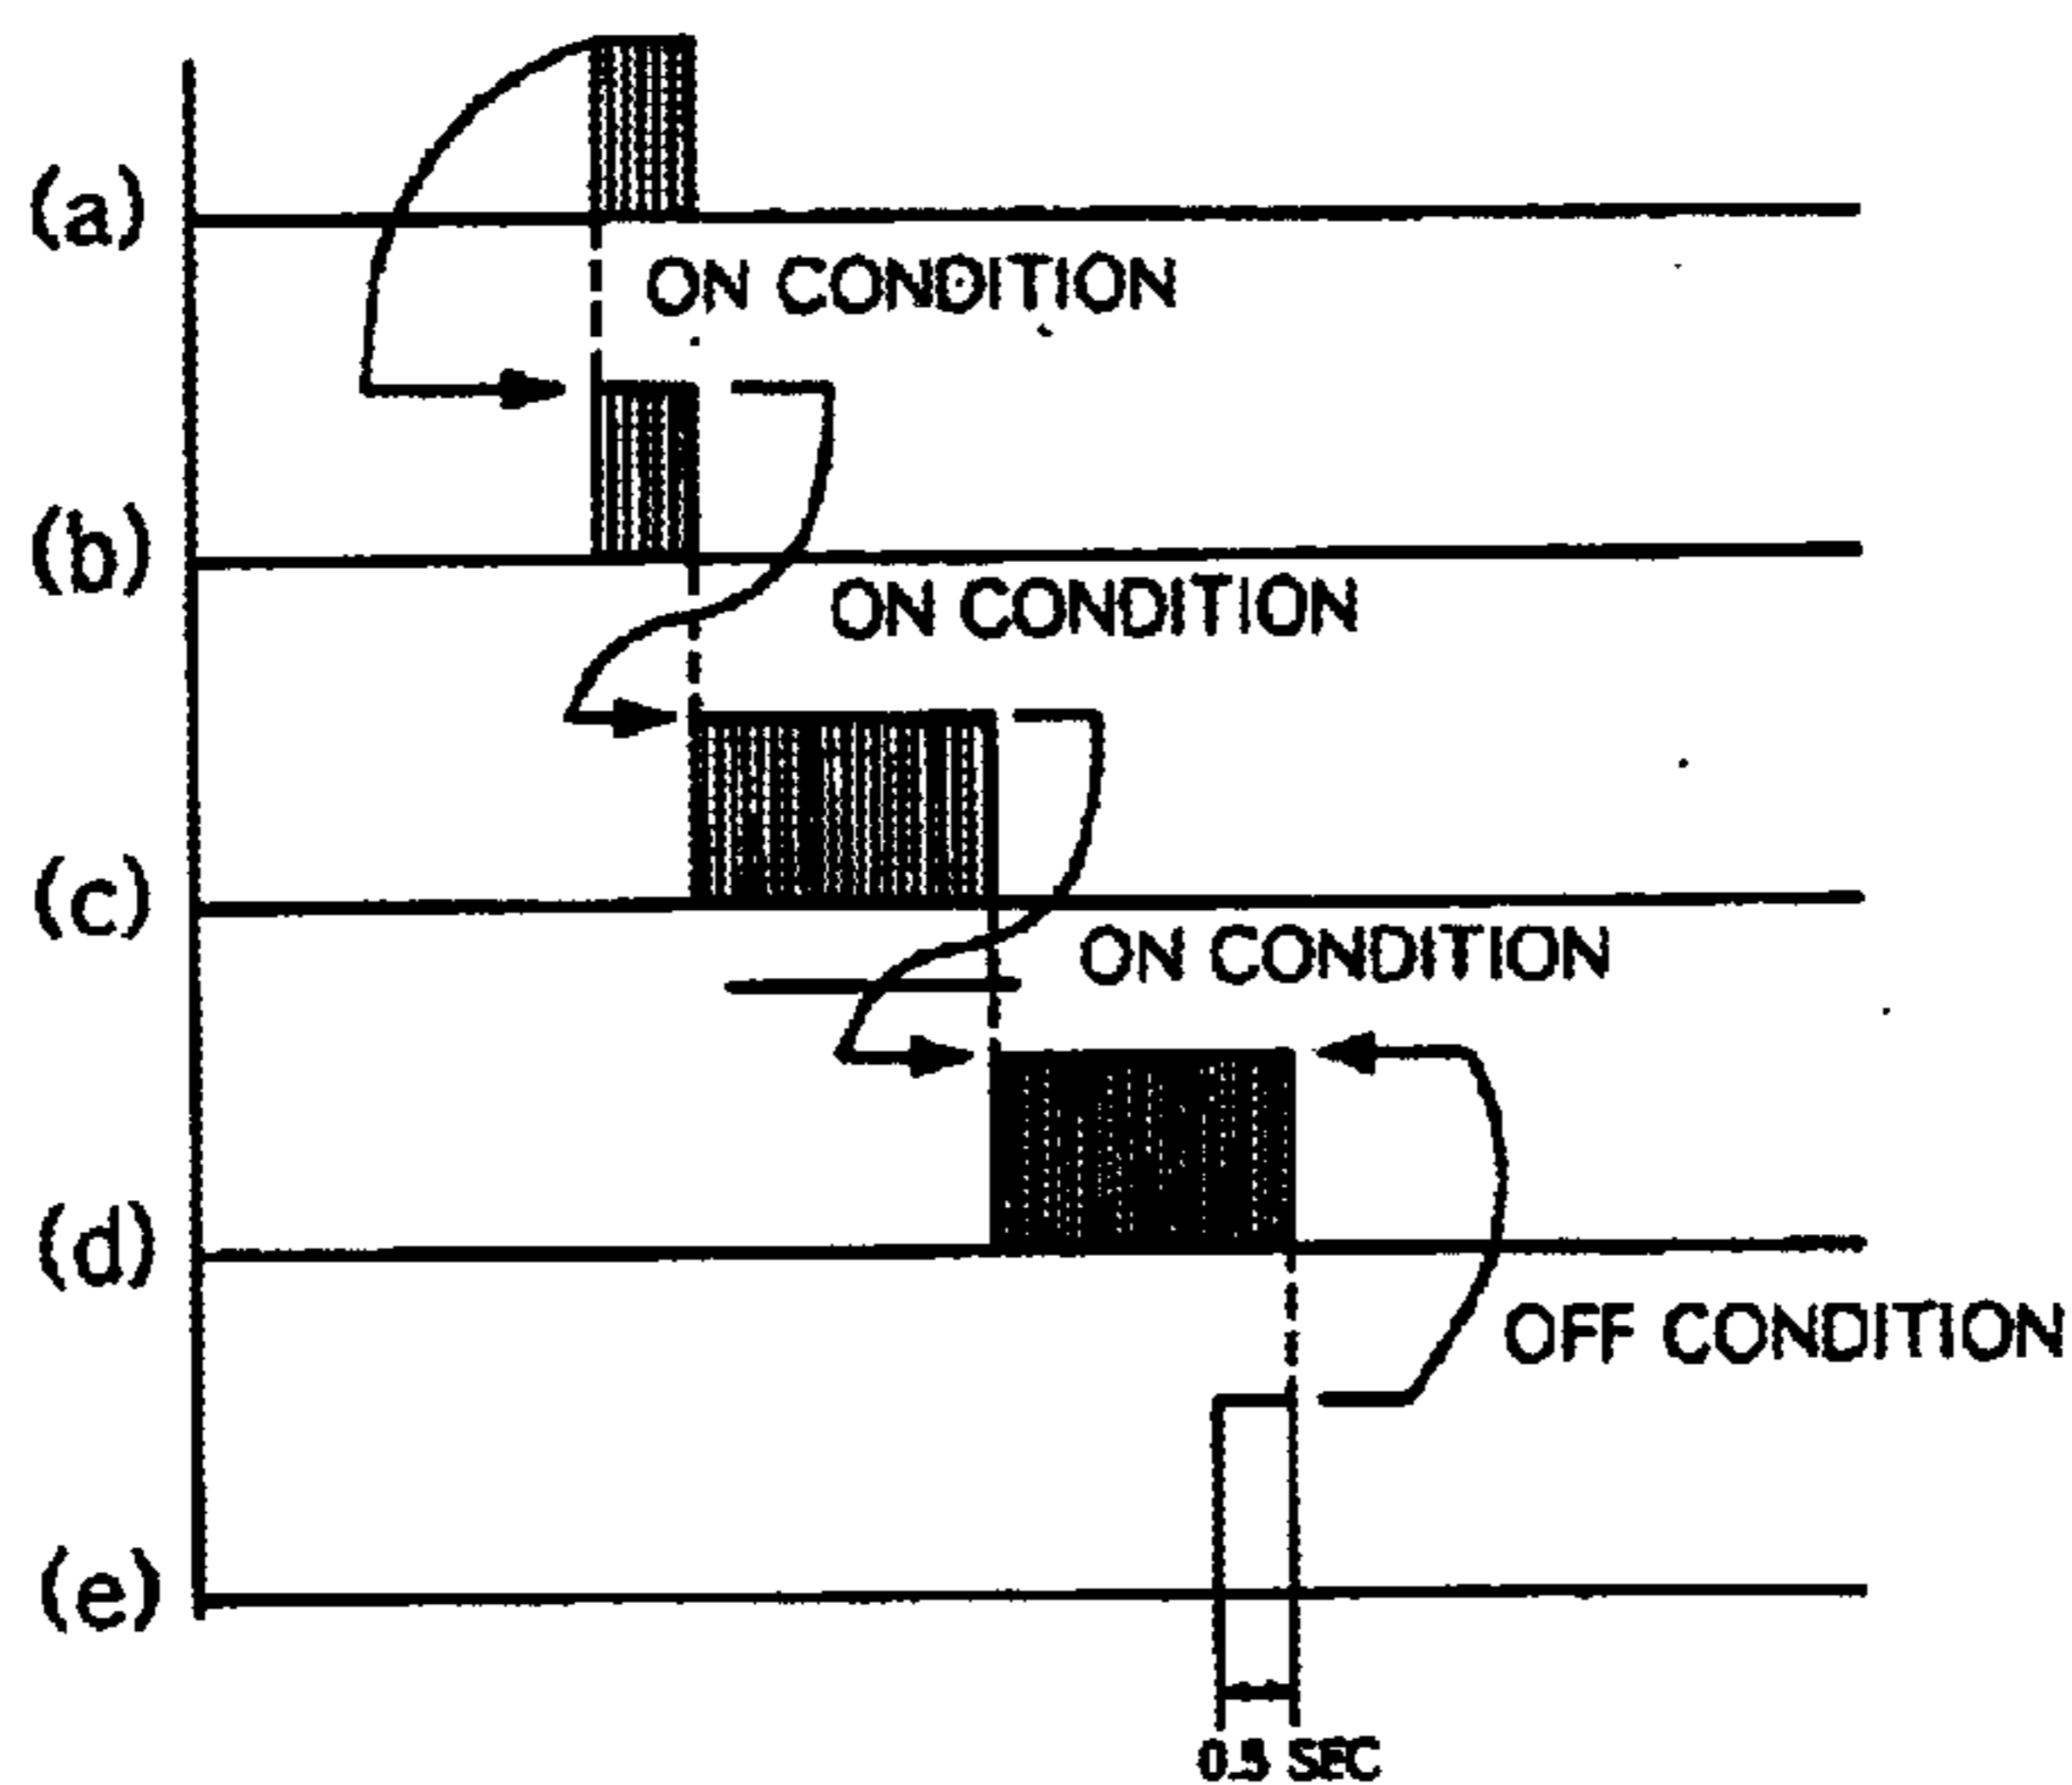 (a)
ON CONDITION
(b)
ON CONDITION
(c)
ON CONDITION
(d)
OFF CONDITION
(e)
0.5 SEC